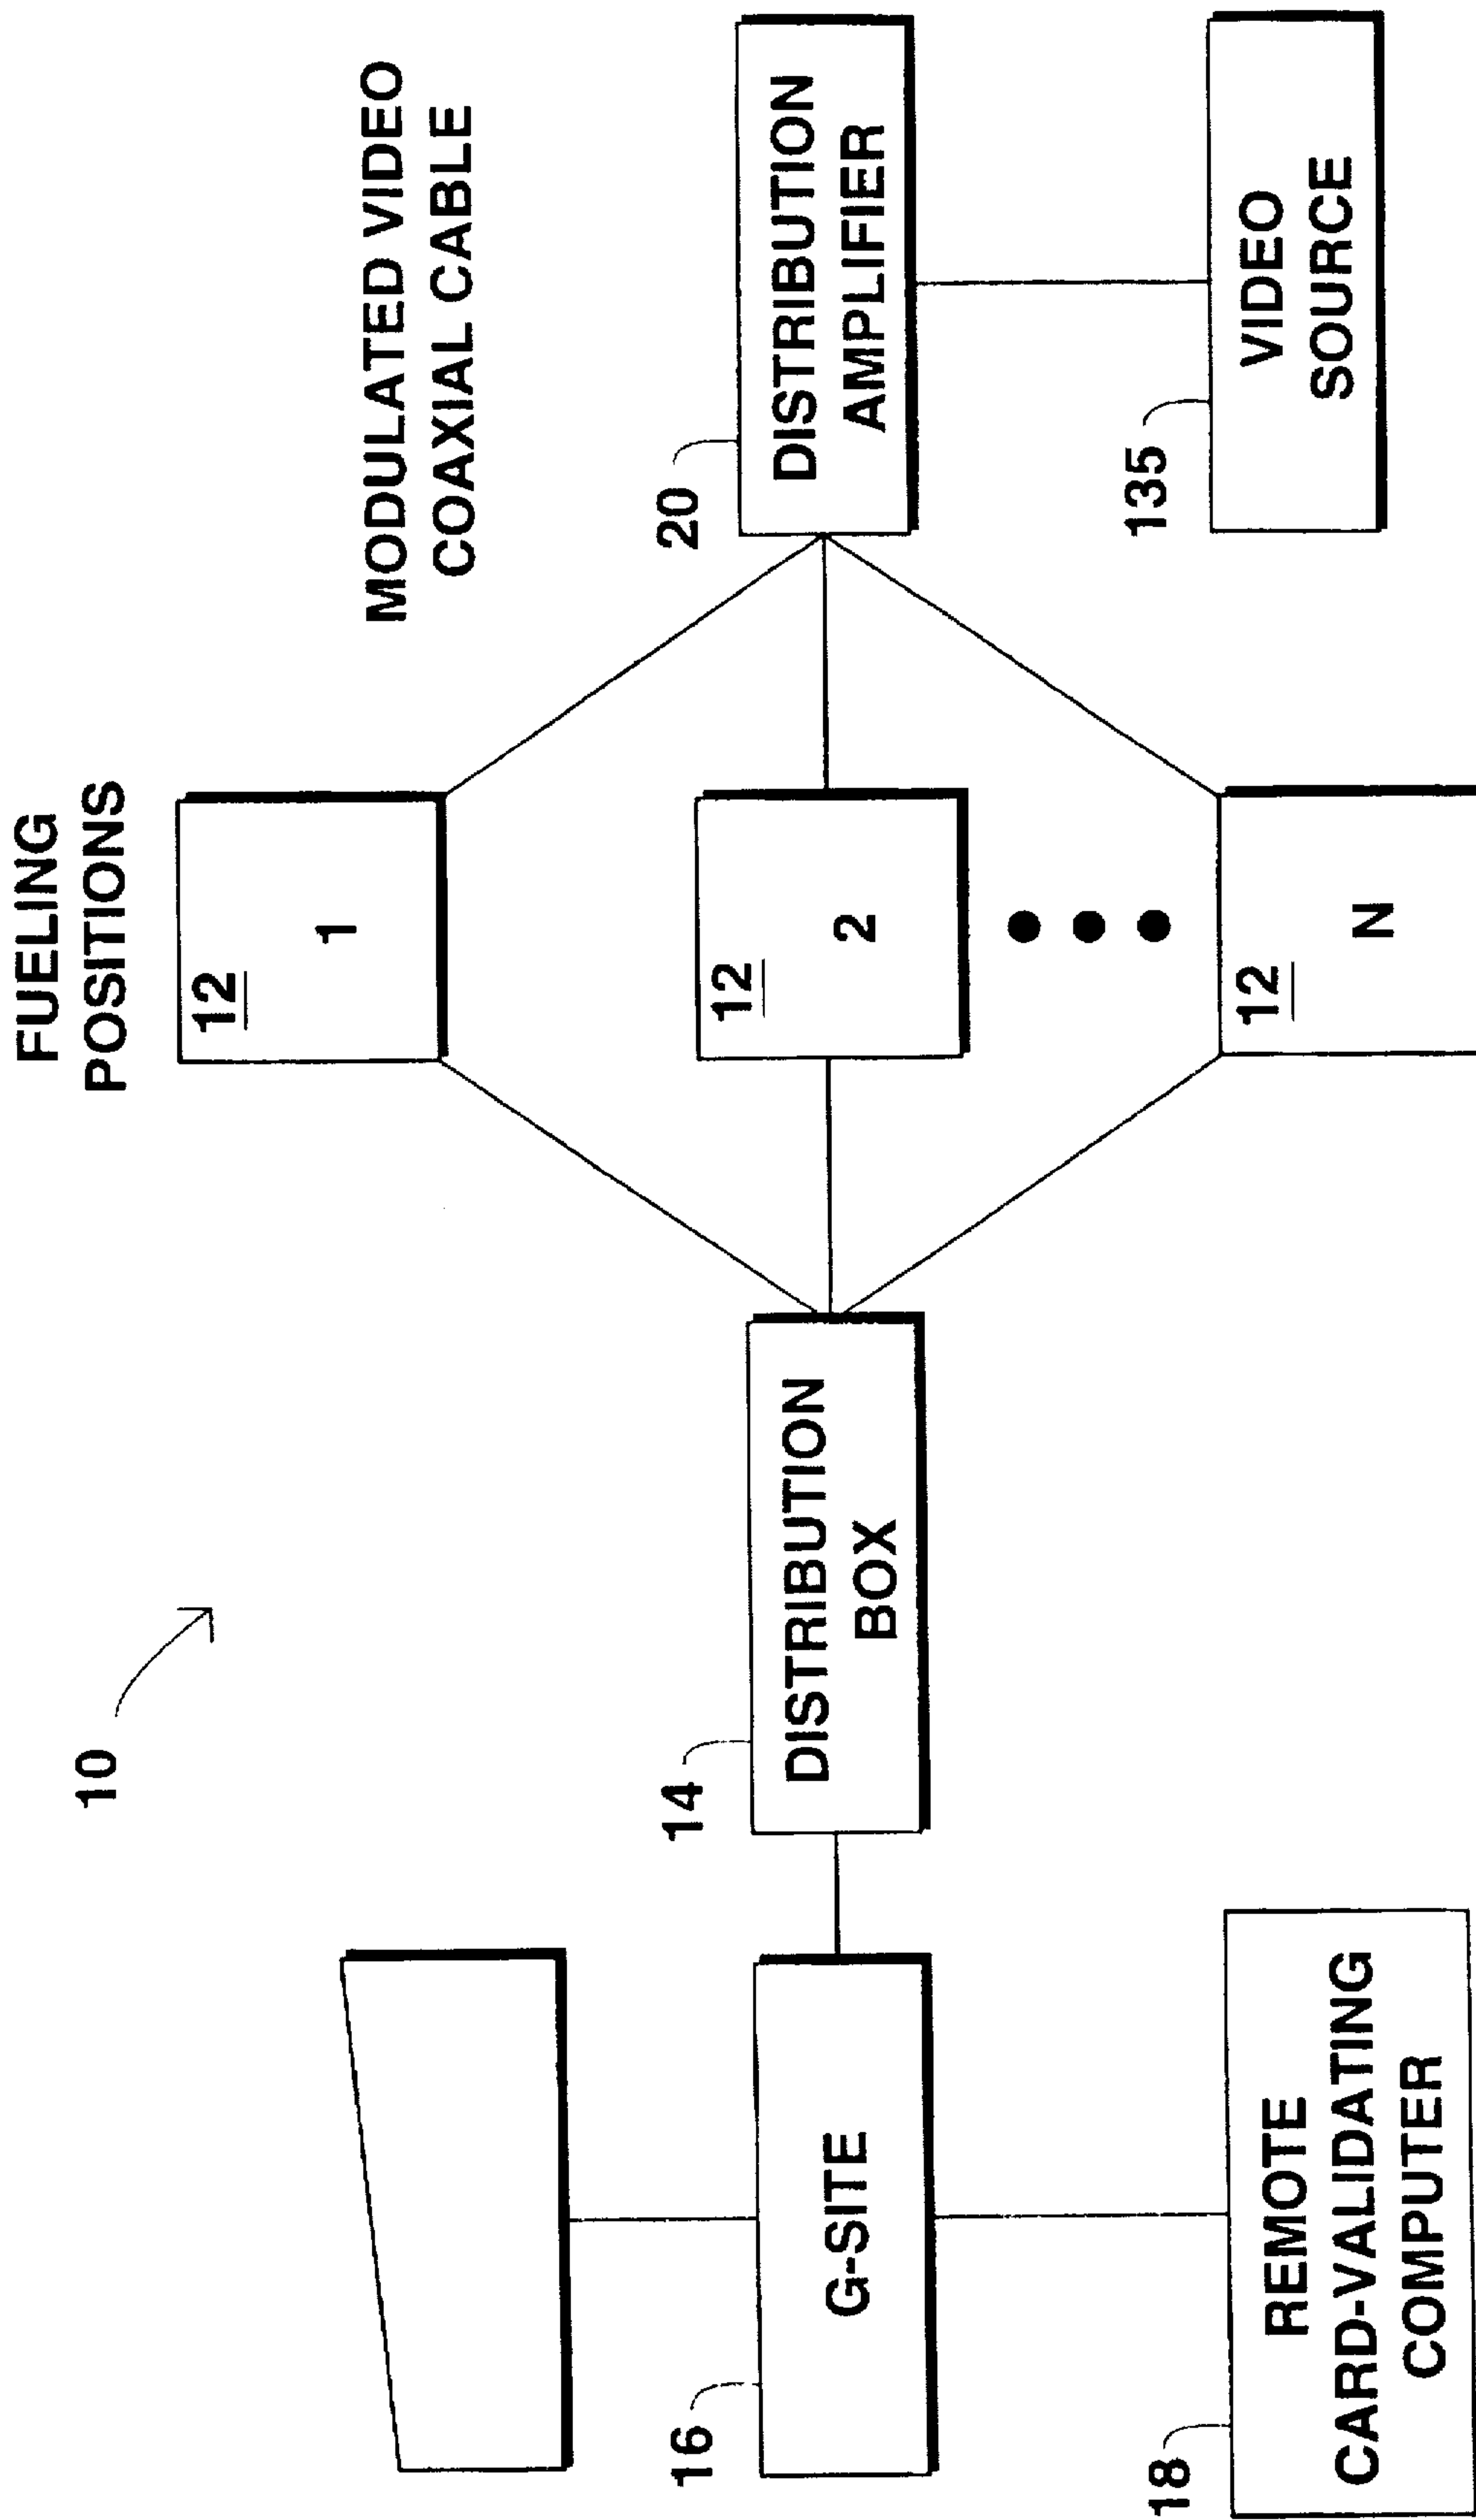 10
FUELING
POSITIONS
MODULATED VIDEO
COAXIAL CABLE
12
1
16
G-SITE
14
DISTRIBUTION
BOX
12
2
20
DISTRIBUTION
AMPLIFIER
18
REMOTE
CARD-VALIDATING
COMPUTER
12
N
135
VIDEO
SOURCE